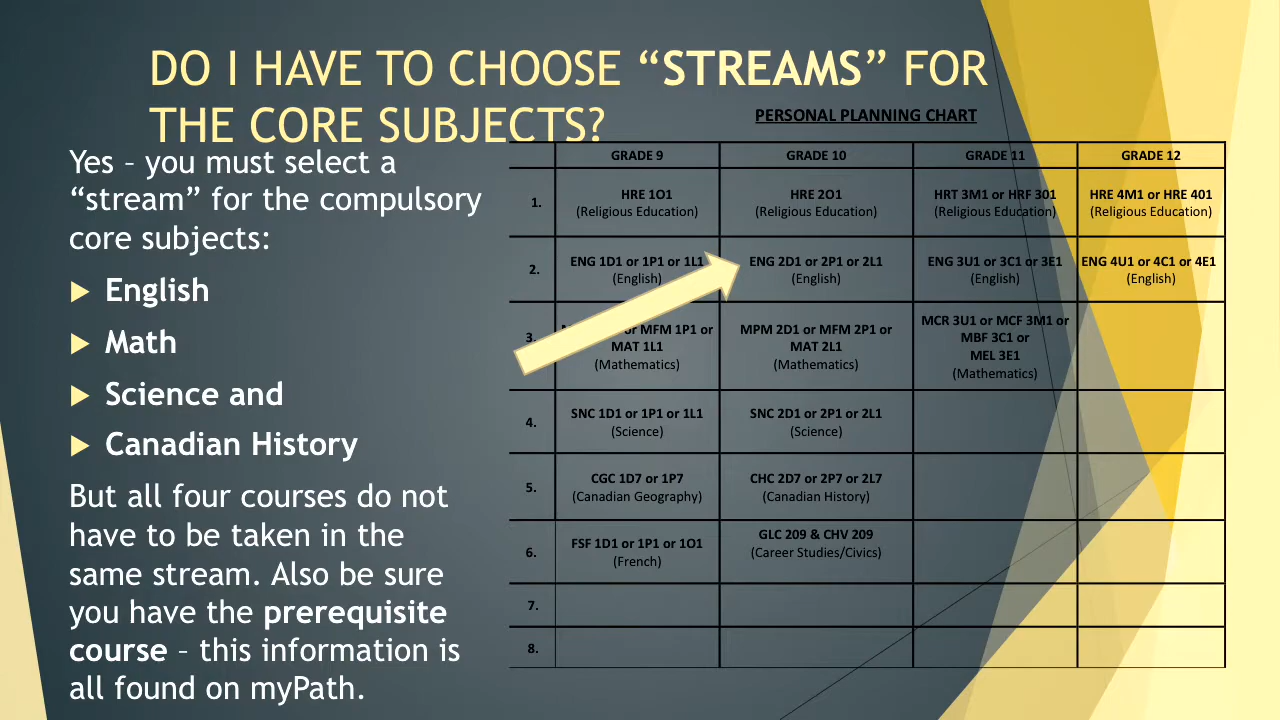 DO I HAVE TO CHOOSE “STREAMS” FOR
THE CORE SUBJECTS?
Yes – you must select a
“stream” for the compulsory
core subjects:
English
Math
Science and
Canadian History
But all four courses do not
have to be taken in the
same stream. Also be sure
you have the prerequisite
course – this information is
all found on myPath.
PERSONAL PLANNING CHART
GRADE 9 GRADE 10 GRADE 11 GRADE 12
1.
HRE 1O1
(Religious Education)
HRE 2O1
(Religious Education)
HRT 3M1 or HRF 301
(Religious Education)
HRE 4M1 or HRE 401
(Religious Education)
2.
ENG 1D1 or 1P1 or 1L1
(English)
ENG 2D1 or 2P1 or 2L1
(English)
ENG 3U1 or 3C1 or 3E1
(English)
ENG 4U1 or 4C1 or 4E1
(English)
3.
or MFM 1P1 or
MAT 1L1
(Mathematics)
MPM 2D1 or MFM 2P1 or
MAT 2L1
(Mathematics)
MCR 3U1 or MCF 3M1 or
MBF 3C1 or
MEL 3E1
(Mathematics)
4.
SNC 1D1 or 1P1 or 1L1
(Science)
SNC 2D1 or 2P1 or 2L1
(Science)
5.
CGC 1D7 or 1P7
(Canadian Geography)
CHC 2D7 or 2P7 or 2L7
(Canadian History)
6.
FSF 1D1 or 1P1 or 1O1
(French)
GLC 209 & CHV 209
(Career Studies/Civics)
7.
8.